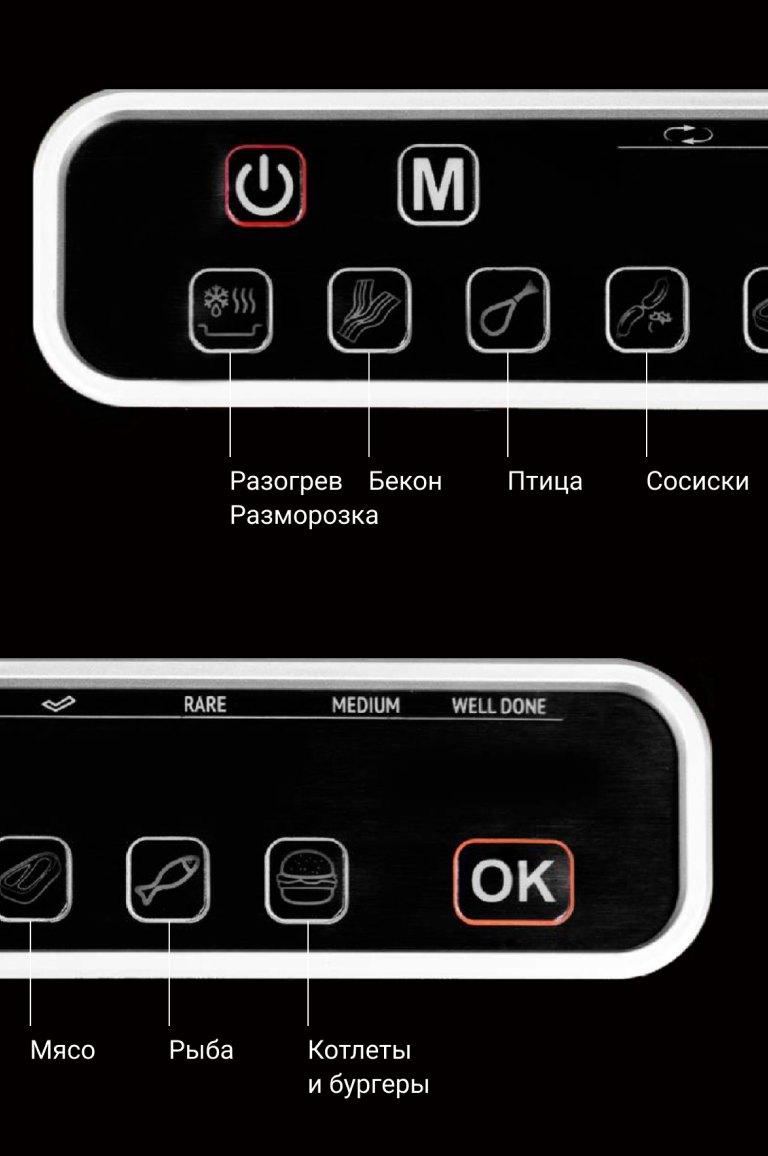 M
Разогрев
Разморозка
Бекон
Птица
Сосиски
RARE
MEDIUM
WELL DONE
OK
Мясо
Рыба
Котлеты
и бургеры